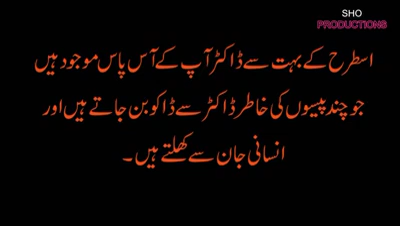 SHO
PRODUCTIONS
اسطرح کے بہت سے ڈاکٹر آپ کے آس پاس موجود ہیں
جو چند پیسوں کی خاطر ڈاکٹر سے ڈاکو بن جاتے ہیں اور
انسانی جان سے کھلتے ہیں۔